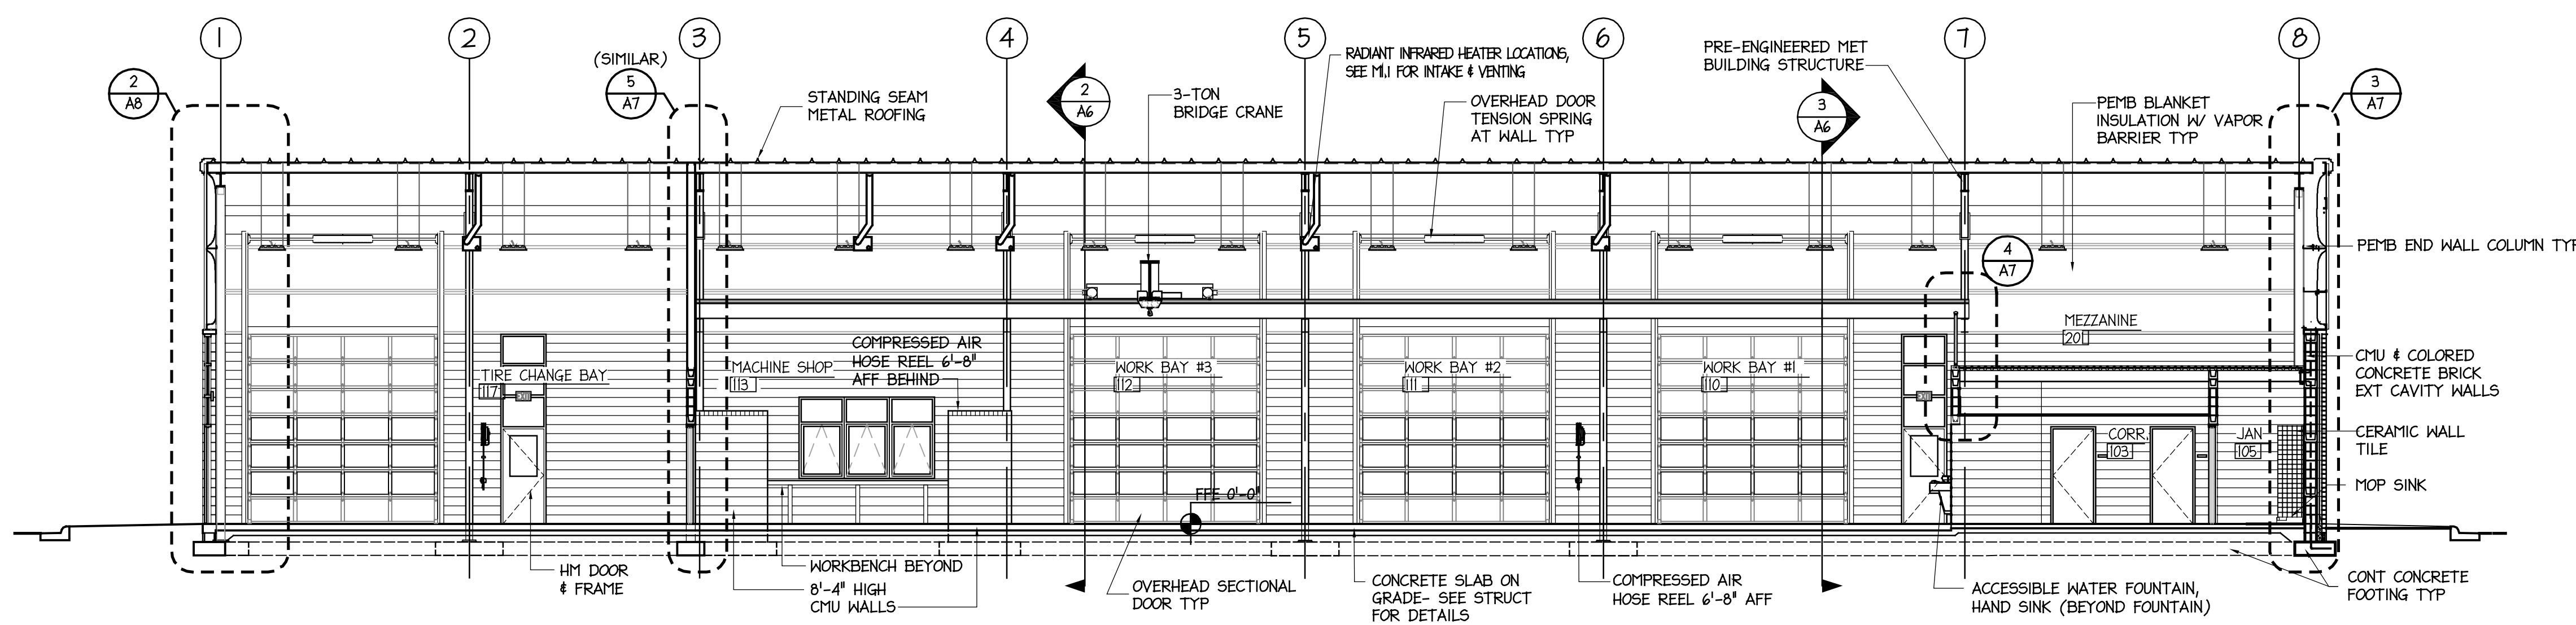 1
2
3
4
5
6
7
8
2
A8
(SIMILAR)
5
A7
STANDING SEAM
METAL ROOFING
2
A6
3-TON
BRIDGE CRANE
RADIANT INFRARED HEATER LOCATIONS,
SEE M1.1 FOR INTAKE & VENTING
OVERHEAD DOOR
TENSION SPRING
AT WALL TYP
PRE-ENGINEERED MET
BUILDING STRUCTURE
3
A6
PEMB BLANKET
INSULATION W/ VAPOR
BARRIER TYP
3
A7
4
A7
PEMB END WALL COLUMN TYP
TIRE CHANGE BAY
117
EXIT
MACHINE SHOP
113
COMPRESSED AIR
HOSE REEL 6'-8"
AFF BEHIND
WORK BAY #3
112
WORK BAY #2
111
WORK BAY #1
110
EXIT
MEZZANINE
201
CMU & COLORED
CONCRETE BRICK
EXT CAVITY WALLS
CORR.
103
JAN
105
CERAMIC WALL
TILE
MOP SINK
FFE 0'-0"
HM DOOR
& FRAME
WORKBENCH BEYOND
8'-4" HIGH
CMU WALLS
OVERHEAD SECTIONAL
DOOR TYP
CONCRETE SLAB ON
GRADE- SEE STRUCT
FOR DETAILS
COMPRESSED AIR
HOSE REEL 6'-8" AFF
ACCESSIBLE WATER FOUNTAIN,
HAND SINK (BEYOND FOUNTAIN)
CONT CONCRETE
FOOTING TYP